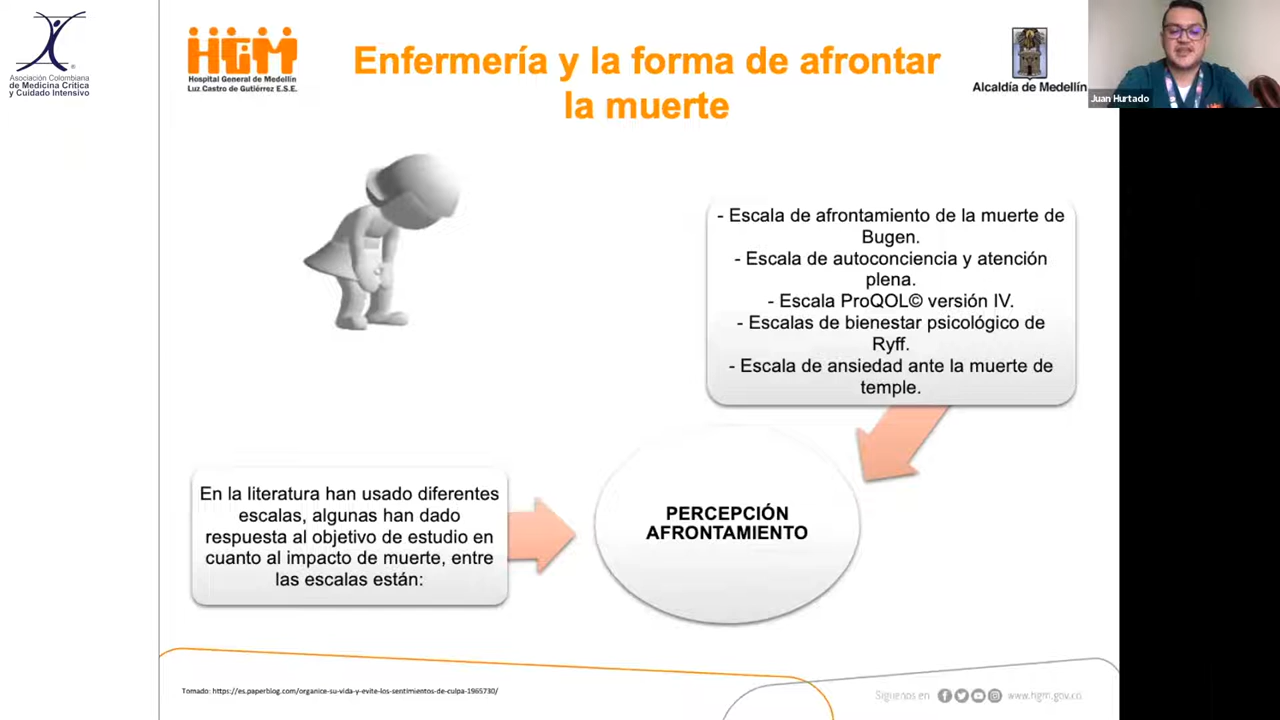 Asociación Colombiana
de Medicina Crítica
y Cuidado Intensivo
HGM
Hospital General de Medellín
Luz Castro de Gutiérrez E.S.E.
Enfermería y la forma de afrontar
la muerte
Alcaldía de Medellín
Juan Hurtado
- Escala de afrontamiento de la muerte de
Bugen.
- Escala de autoconciencia y atención
plena.
- Escala ProQOL© versión IV.
- Escalas de bienestar psicológico de
Ryff.
- Escala de ansiedad ante la muerte de
temple.
En la literatura han usado diferentes
escalas, algunas han dado
respuesta al objetivo de estudio en
cuanto al impacto de muerte, entre
las escalas están:
PERCEPCIÓN
AFRONTAMIENTO
Tomado: https://es.paperblog.com/organice-su-vida-y-evite-los-sentimientos-de-culpa-1965730/
Síguenos en
www.hgm.gov.co